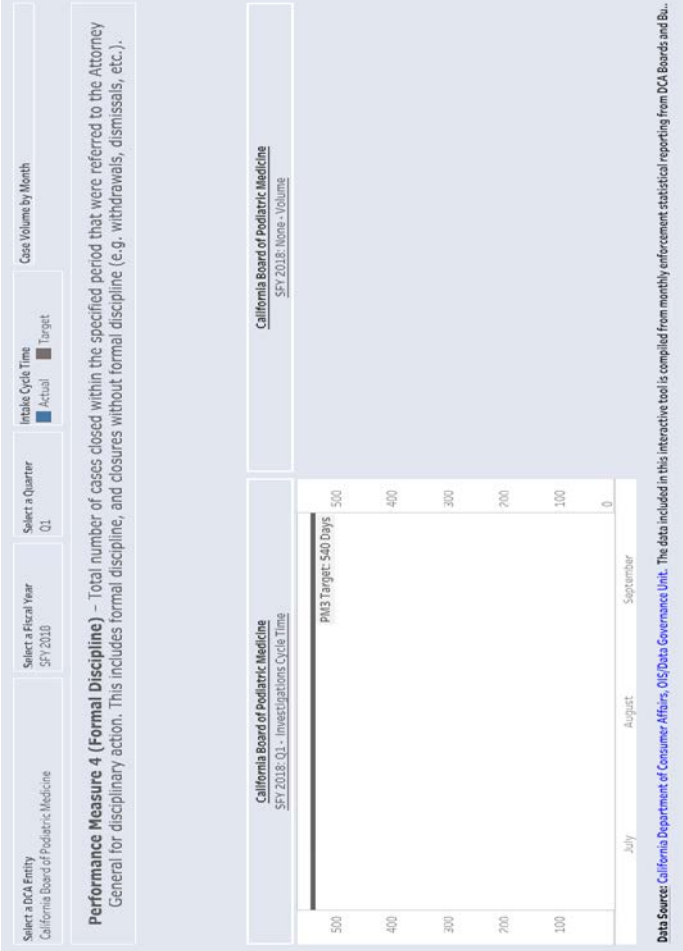 Select a DCA Entity
California Board of Podiatric Medicine
Select a Fiscal Year
SFY 2018
Select a Quarter
Q1
Intake Cycle Time
Actual
Target
Case Volume by Month
Performance Measure 4 (Formal Discipline) – Total number of cases closed within the specified period that were referred to the Attorney
General for disciplinary action. This includes formal discipline, and closures without formal discipline (e.g. withdrawals, dismissals, etc.).
California Board of Podiatric Medicine
SFY 2018: Q1 - Investigations Cycle Time
California Board of Podiatric Medicine
SFY 2018: None - Volume
PM3 Target: 540 Days
500
400
300
200
100
500
400
300
200
100
0
July
August
September
Data Source: California Department of Consumer Affairs, OIS/Data Governance Unit. The data included in this interactive tool is compiled from monthly enforcement statistical reporting from DCA Boards and Bu..